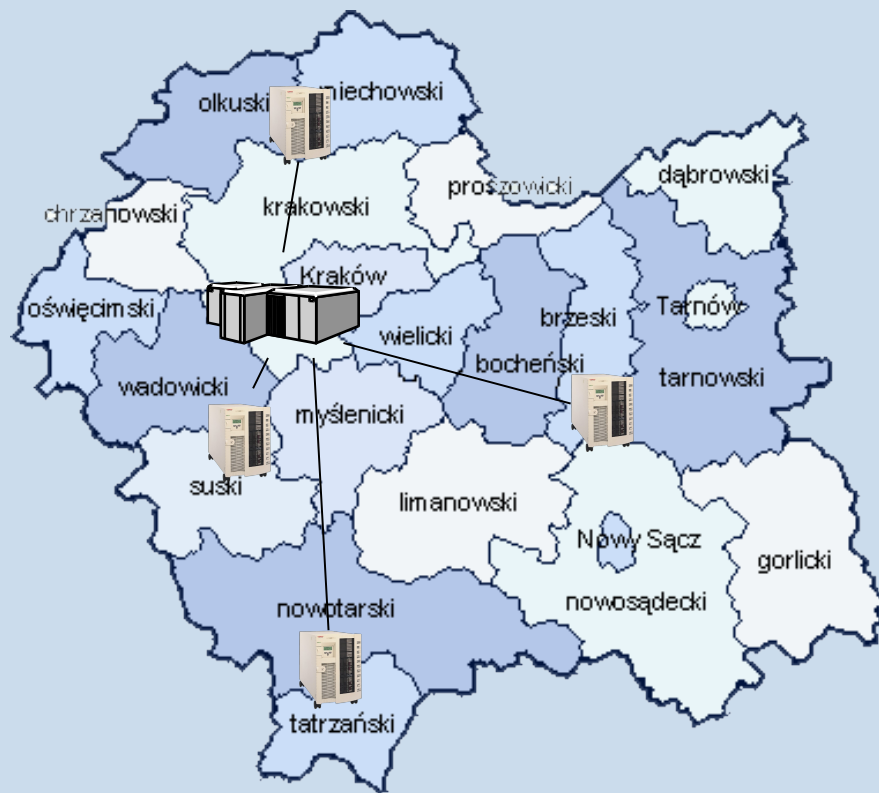 olkuski
miechowski
proszowicki
dąbrowski
chrzanowski
krakowski
Kraków
oświęcimski
Tarnów
brzeski
wielicki
bocheński
wadowicki
tarnowski
myślenicki
suski
limanowski
Nowy Sącz
gorlicki
nowosądecki
nowotarski
tatrzański